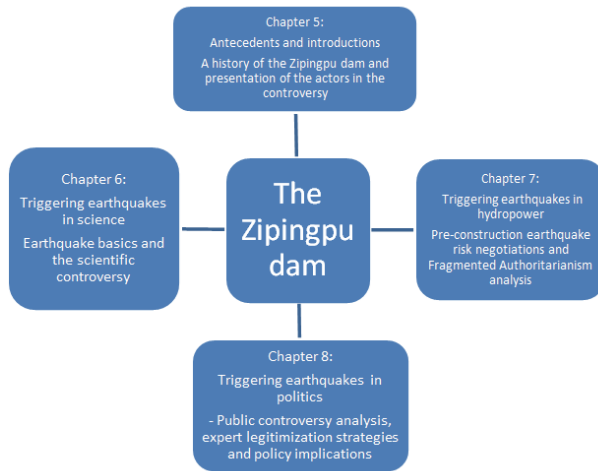 Chapter 5:
Antecedents and introductions
A history of the Zipingpu dam and
presentation of the actors in the
controversy
Chapter 6:
Triggering earthquakes
in science
Earthquake basics and
the scientific
controversy
The
Zipingpu
dam
Chapter 7:
Triggering earthquakes in
hydropower
Pre-construction earthquake
risk negotiations and
Fragmented Authoritarianism
analysis
Chapter 8:
Triggering earthquakes in
politics
- Public controversy analysis,
expert legitimization strategies
and policy implications